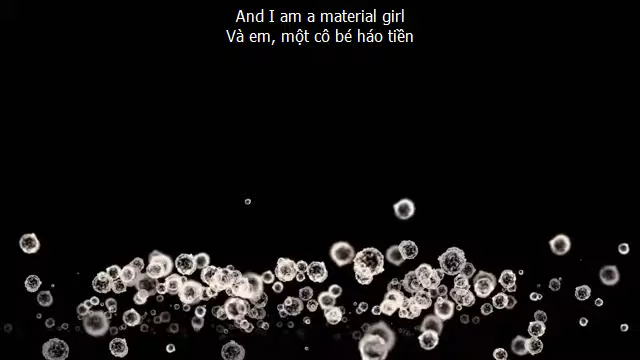 And I am a material girl
Và em, một cô bé háo tiền